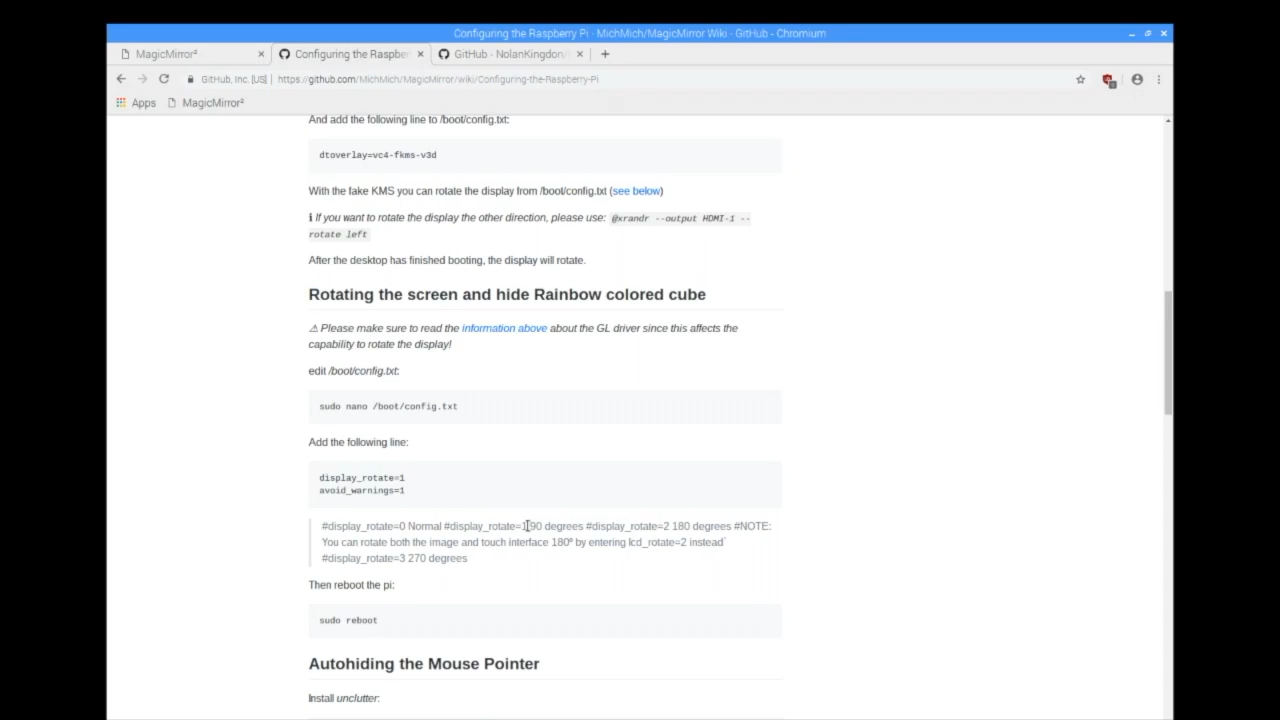 Configuring the Raspberry Pi · MichMich/MagicMirror Wiki · GitHub - Chromium
MagicMirror² × Configuring the Raspber × GitHub - NolanKingdon/ × +
GitHub, Inc. [US] | https://github.com/MichMich/MagicMirror/wiki/Configuring-the-Raspberry-Pi
Apps MagicMirror²
And add the following line to /boot/config.txt:
dtoverlay=vc4-fkms-v3d
With the fake KMS you can rotate the display from /boot/config.txt (see below)
ℹ If you want to rotate the display the other direction, please use: @xrandr --output HDMI-1 --
rotate left
After the desktop has finished booting, the display will rotate.
Rotating the screen and hide Rainbow colored cube
⚠ Please make sure to read the information above about the GL driver since this affects the
capability to rotate the display!
edit /boot/config.txt:
sudo nano /boot/config.txt
Add the following line:
display_rotate=1
avoid_warnings=1
#display_rotate=0 Normal #display_rotate=1 90 degrees #display_rotate=2 180 degrees #NOTE:
You can rotate both the image and touch interface 180º by entering lcd_rotate=2 instead`
#display_rotate=3 270 degrees
Then reboot the pi:
sudo reboot
Autohiding the Mouse Pointer
Install unclutter: